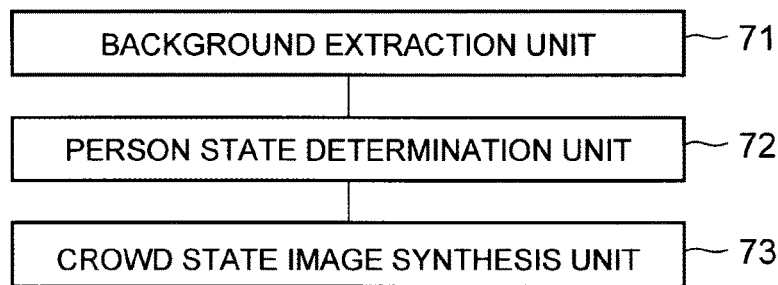 BACKGROUND EXTRACTION UNIT 71
PERSON STATE DETERMINATION UNIT 72
CROWD STATE IMAGE SYNTHESIS UNIT 73